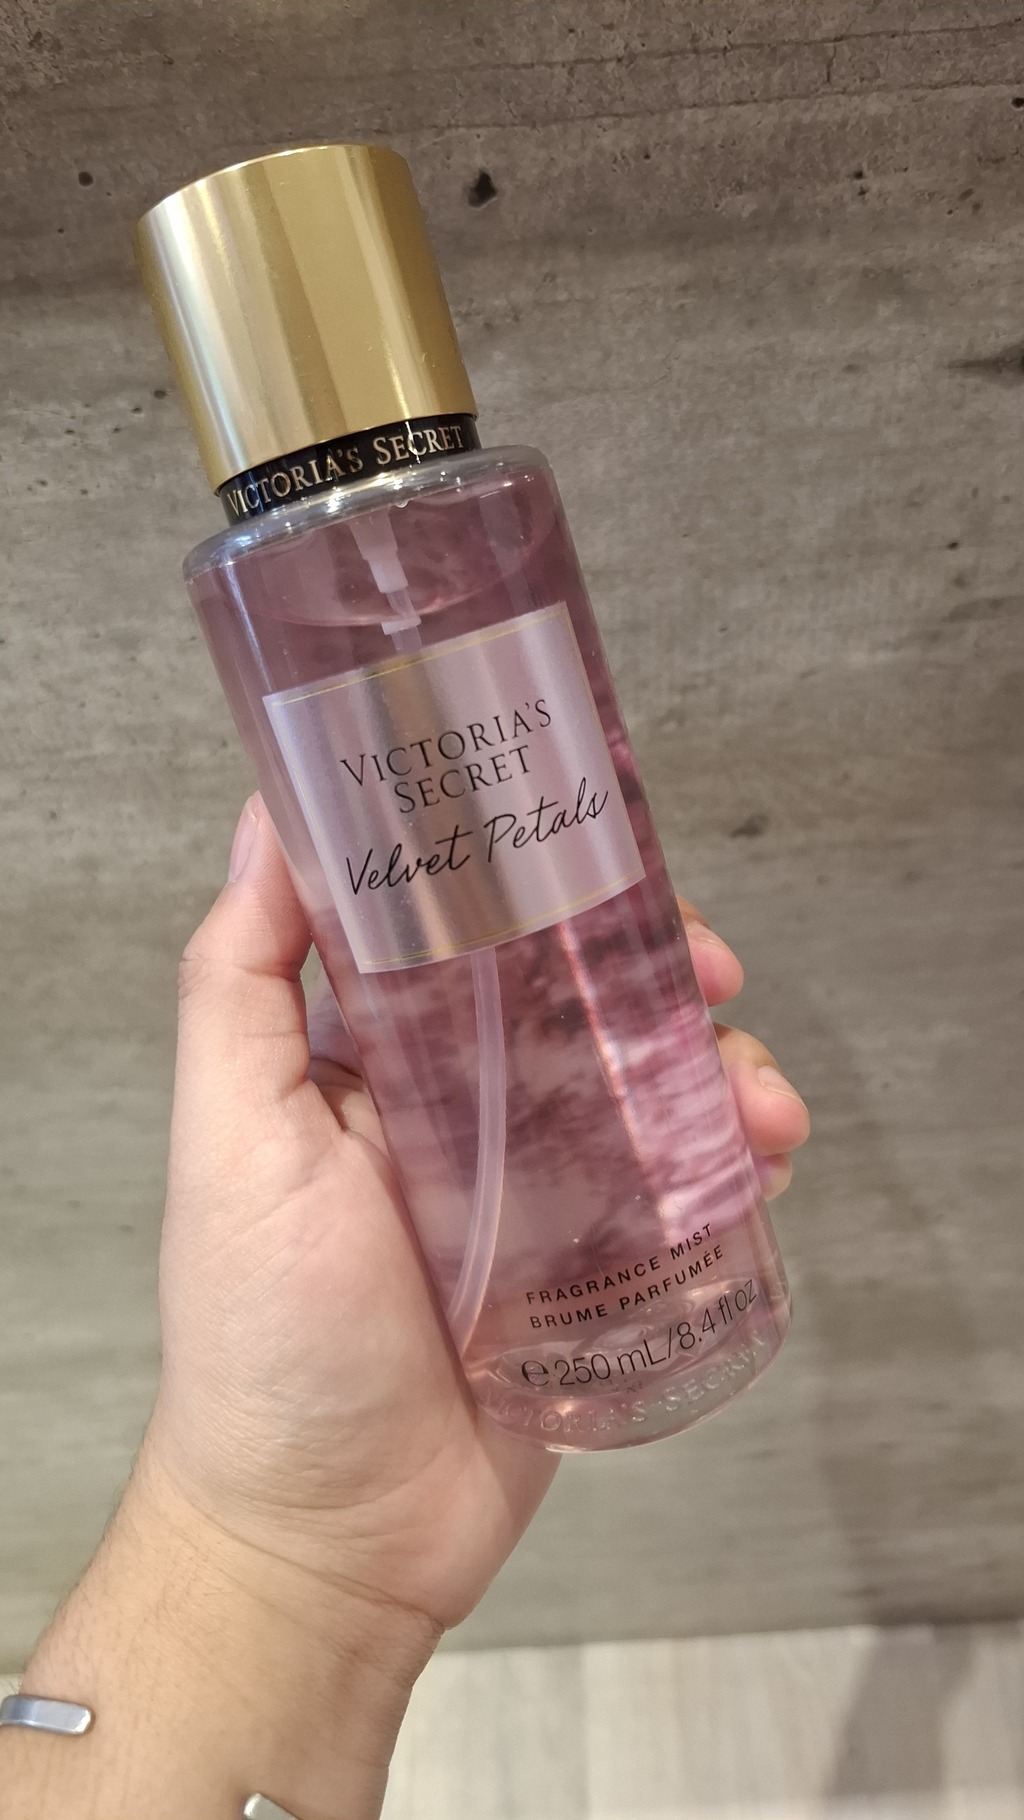 VICTORIA'S SECRET
VICTORIA'S
SECRET
Velvet Petals
FRAGRANCE MIST
BRUME PARFUMÉE
℮ 250 mL/8.4 fl oz
VICTORIA'S SECRET